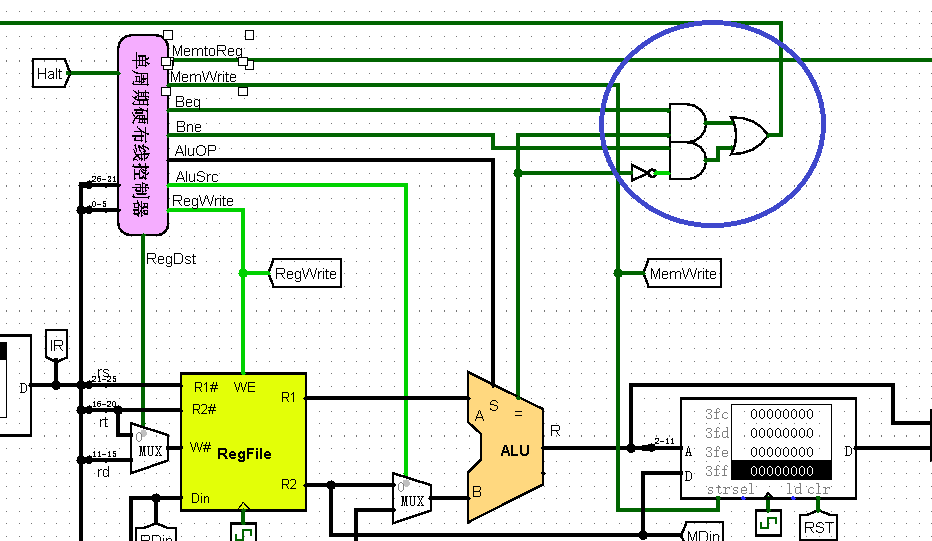 MemtoReg
Halt
MemWrite
单周期硬布线控制器
Beq
Bne
AluOP
AluSrc
26-21
RegWrite
0-5
RegDst
RegWrite
MemWrite
IR
rs
D
21-25
R1# WE
R1
16-20
R2#
rt
0
MUX
W#
RegFile
11-15
rd
R2
Din
RDin
0
MUX
S
=
A
ALU
B
R
2-11
A
D
3fc 00000000
3fd 00000000
3fe 00000000
3ff 00000000
D
str sel ld clr
RST
MDin